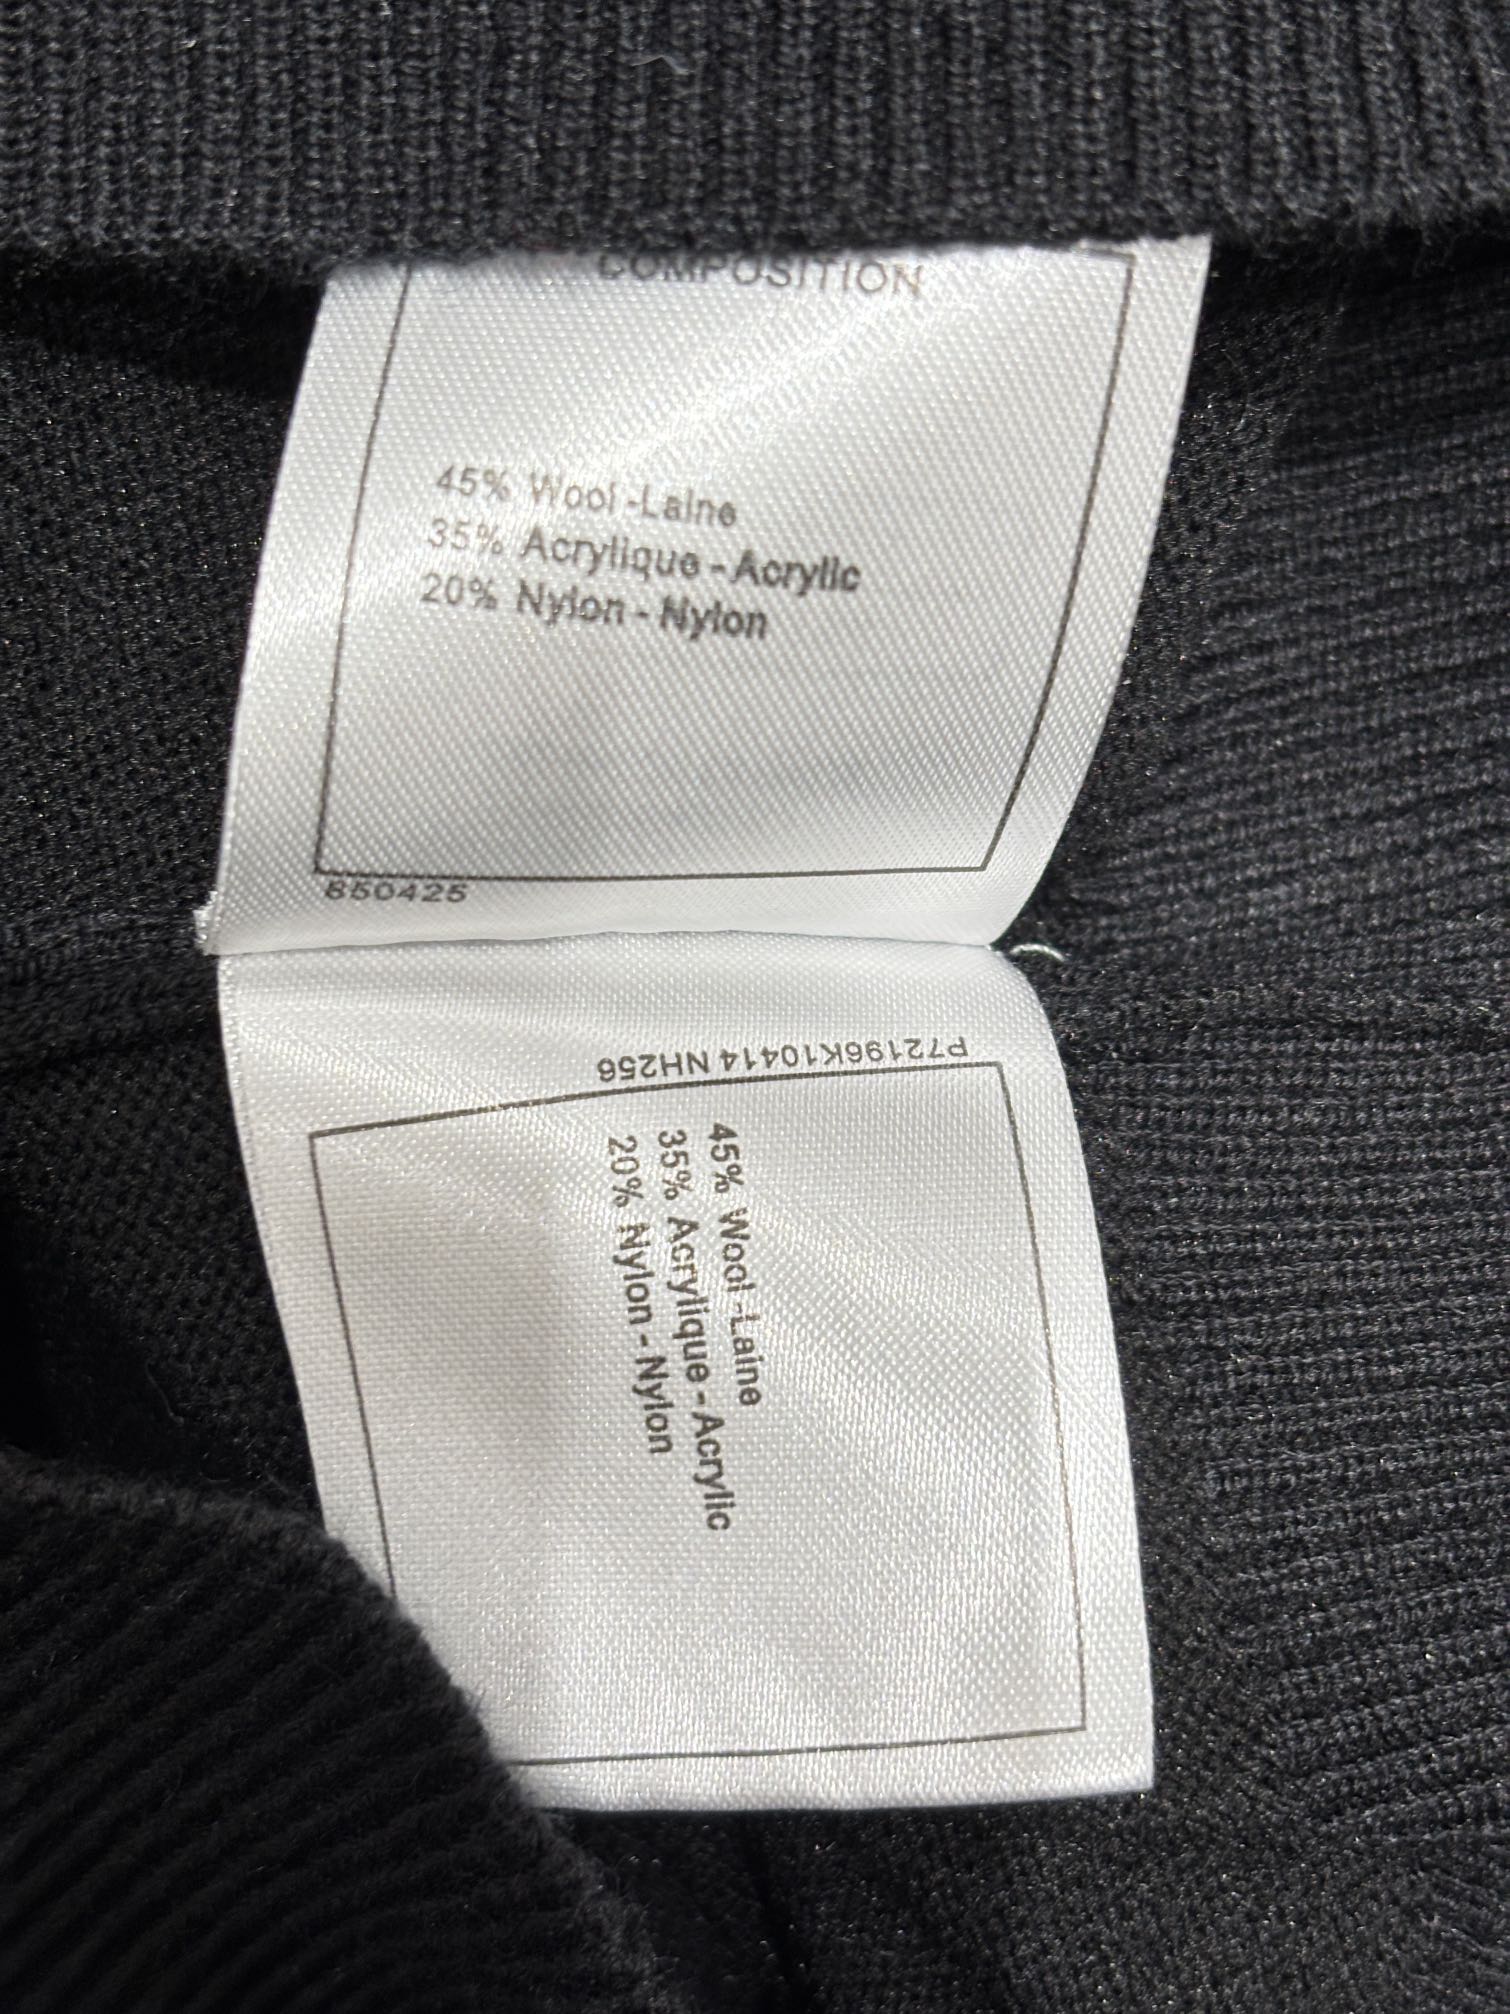 COMPOSITION
45% Wool -Laine
35% Acrylique - Acrylic
20% Nylon - Nylon
850425
P72196K10414 NH256
45% Wool -Laine
35% Acrylique - Acrylic
20% Nylon - Nylon